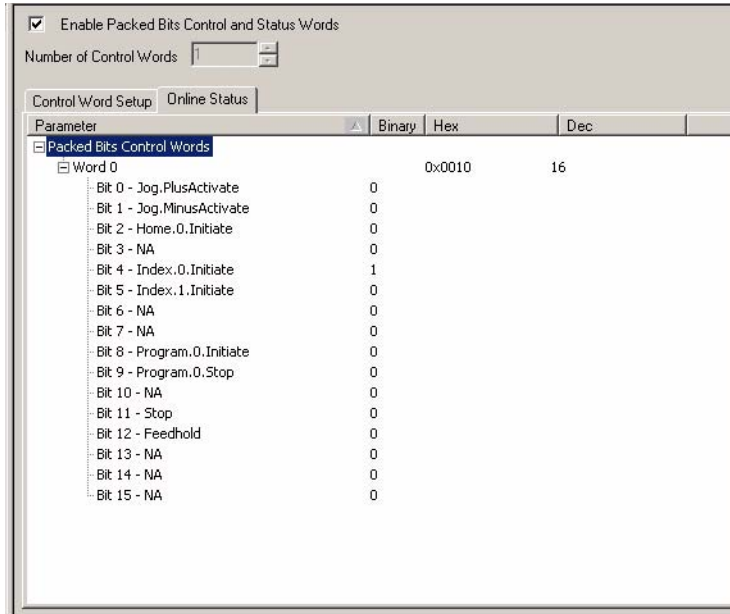 Enable Packed Bits Control and Status Words
Number of Control Words 1
Control Word Setup Online Status
Parameter Binary Hex Dec
Packed Bits Control Words
Word 0 0x0010 16
Bit 0 - Jog.PlusActivate 0
Bit 1 - Jog.MinusActivate 0
Bit 2 - Home.0.Initiate 0
Bit 3 - NA 0
Bit 4 - Index.0.Initiate 1
Bit 5 - Index.1.Initiate 0
Bit 6 - NA 0
Bit 7 - NA 0
Bit 8 - Program.0.Initiate 0
Bit 9 - Program.0.Stop 0
Bit 10 - NA 0
Bit 11 - Stop 0
Bit 12 - Feedhold 0
Bit 13 - NA 0
Bit 14 - NA 0
Bit 15 - NA 0